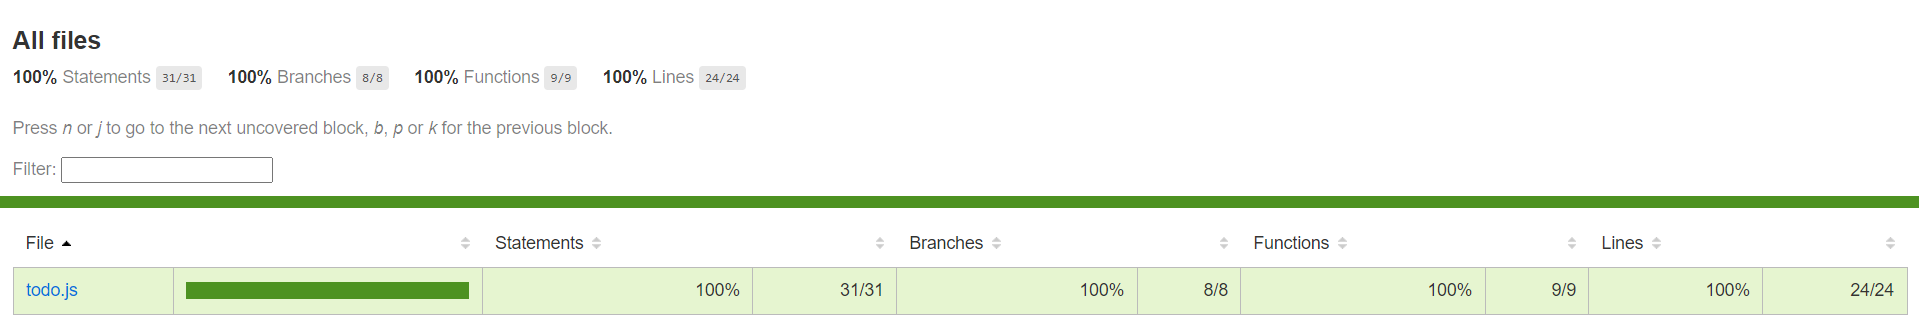 All files
100% Statements 31/31 100% Branches 8/8 100% Functions 9/9 100% Lines 24/24
Press n or j to go to the next uncovered block, b, p or k for the previous block.
Filter:
File Statements Branches Functions Lines
todo.js 100% 31/31 100% 8/8 100% 9/9 100% 24/24